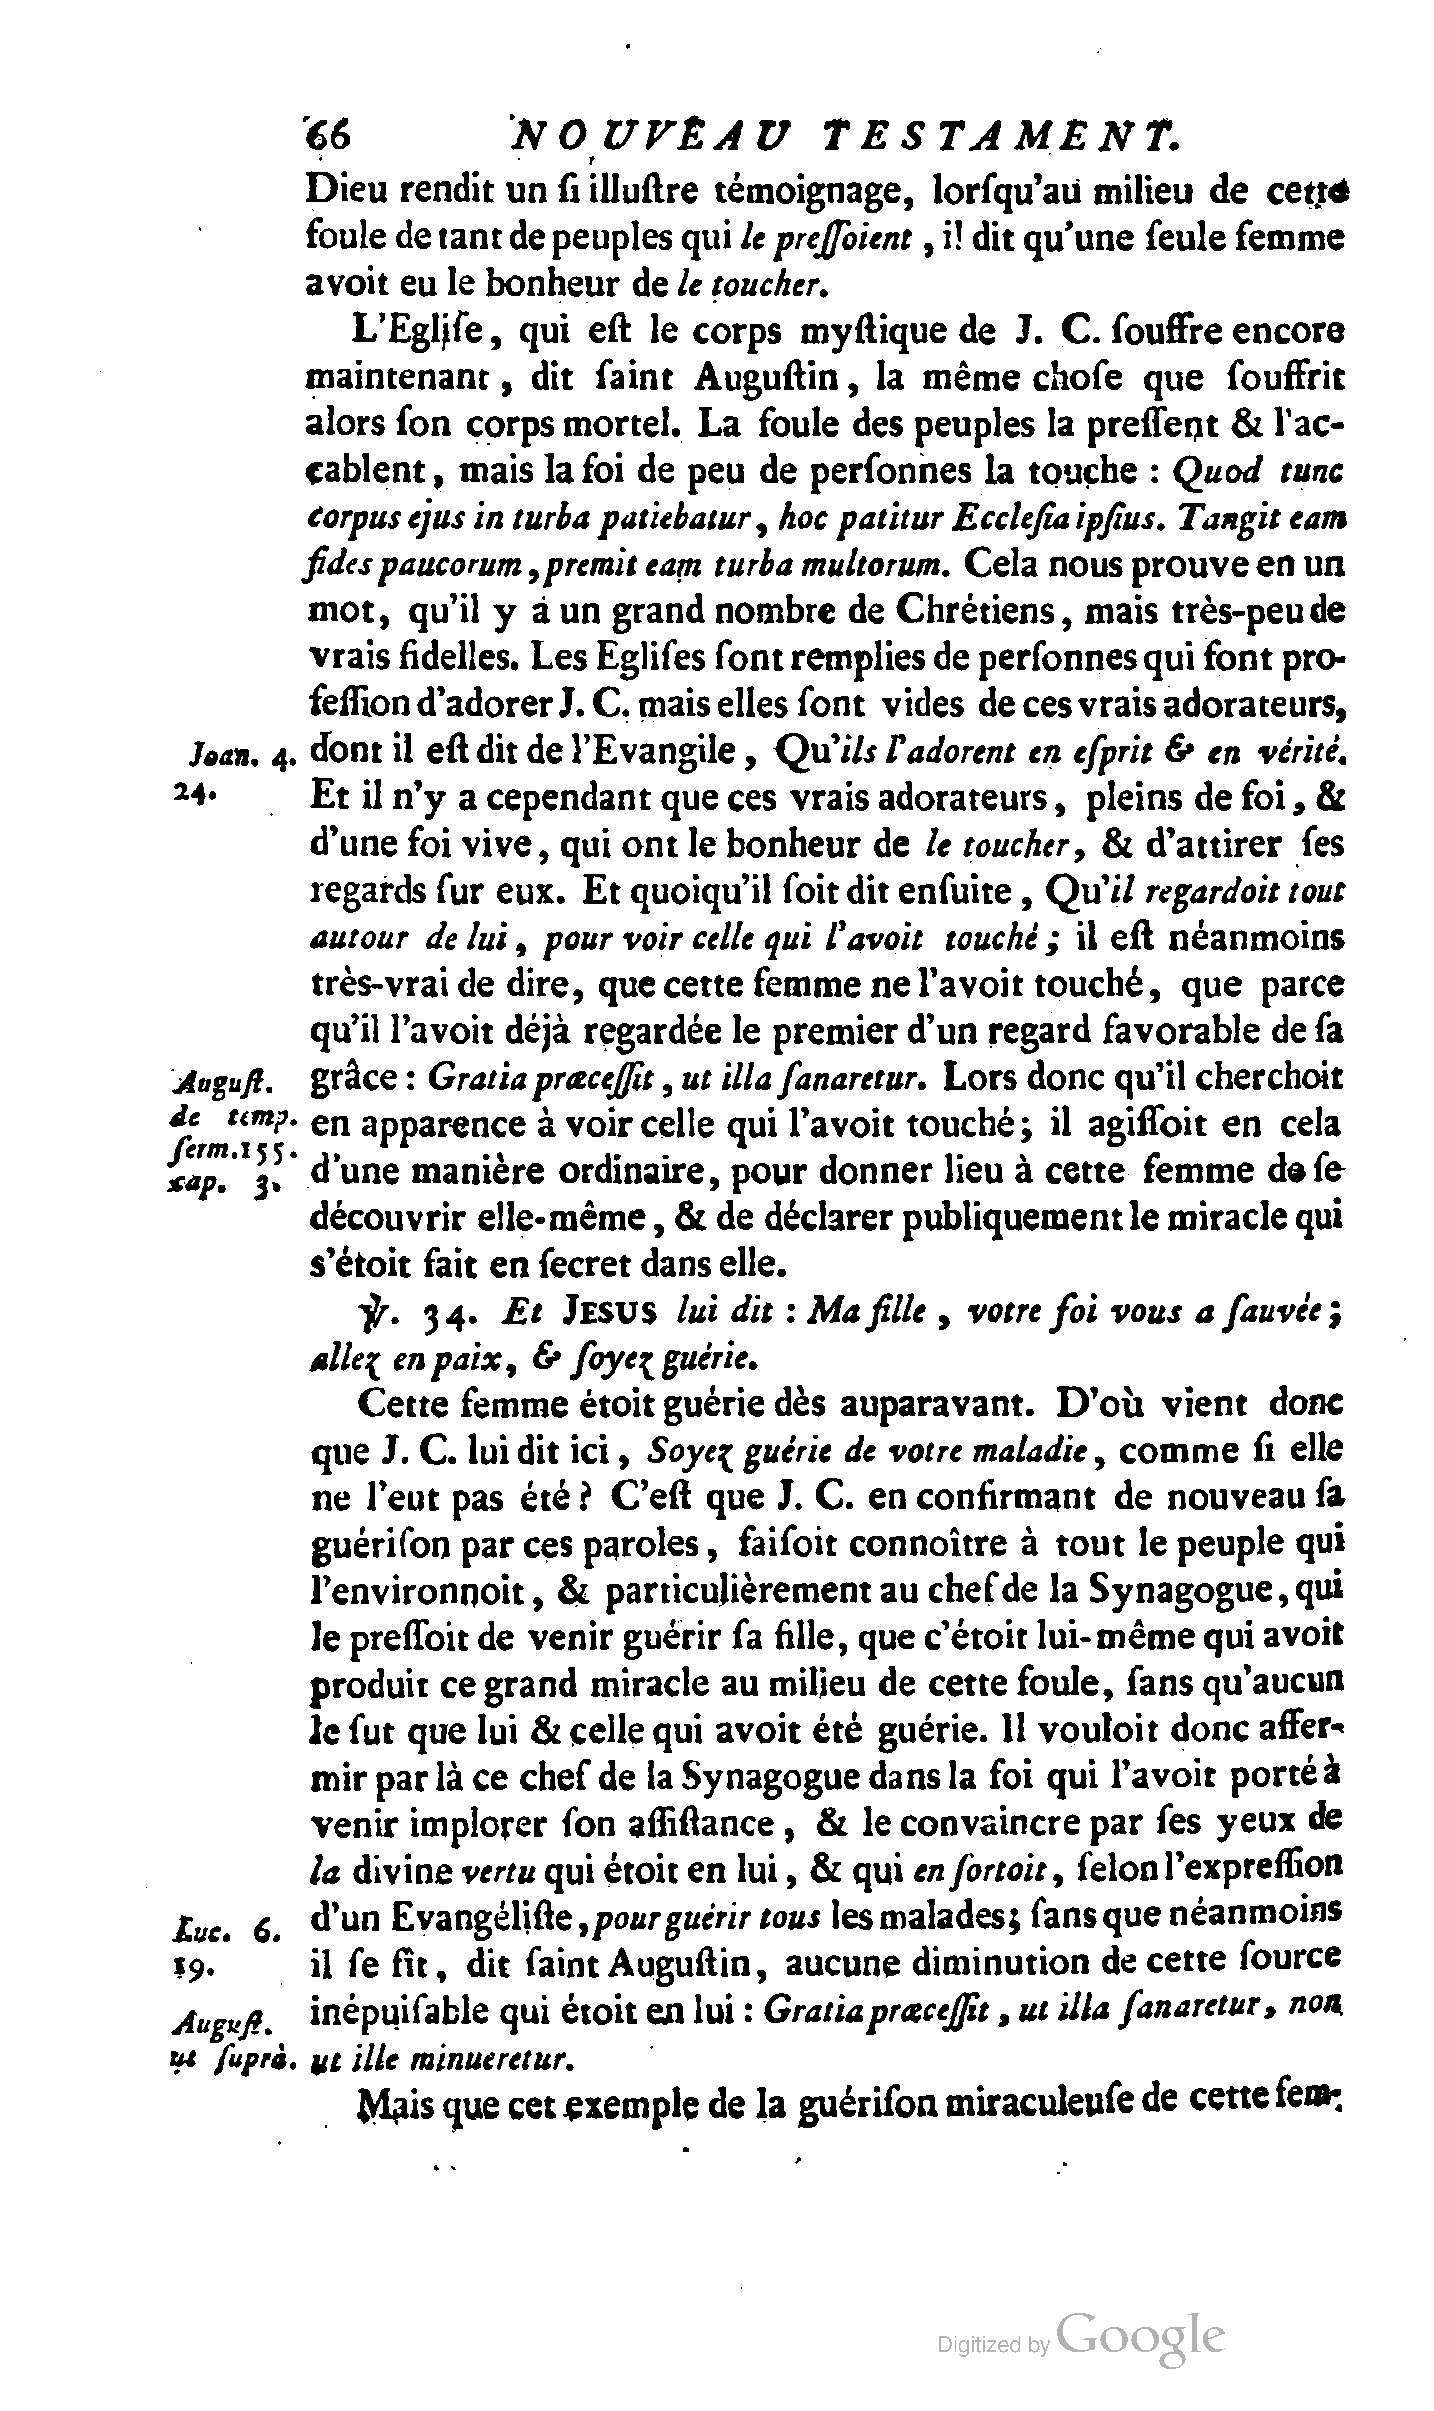 66 NOUVEAU TESTAMENT.
Dieu rendit un ſi illuſtre témoignage, lorſqu'au milieu de cette
foule de tant de peuples qui le preſſoient, il dit qu'une ſeule femme
avoit eu le bonheur de le toucher.
L'Egliſe, qui eſt le corps myſtique de J. C. ſouffre encore
maintenant, dit ſaint Auguſtin, la même choſe que ſouffrit
alors ſon corps mortel. La foule des peuples la preſſent & l'ac-
cablent, mais la foi de peu de perſonnes la touche : Quod tunc
corpus ejus in turba patiebatur, hoc patitur Eccleſia ipſius. Tangit eam
fides paucorum, premit eam turba multorum. Cela nous prouve en un
mot, qu'il y a un grand nombre de Chrétiens, mais très-peu de
vrais fidelles. Les Egliſes ſont remplies de perſonnes qui font pro-
feſſion d'adorer J. C. mais elles ſont vides de ces vrais adorateurs,
Joan. 4. dont il eſt dit de l'Evangile, Qu'ils l'adorent en eſprit & en vérité.
24. Et il n'y a cependant que ces vrais adorateurs, pleins de foi, &
d'une foi vive, qui ont le bonheur de le toucher, & d'attirer ſes
regards ſur eux. Et quoiqu'il ſoit dit enſuite, Qu'il regardoit tout
autour de lui, pour voir celle qui l'avoit touché; il eſt néanmoins
très-vrai de dire, que cette femme ne l'avoit touché, que parce
qu'il l'avoit déjà regardée le premier d'un regard favorable de ſa
Auguſt. grâce : Gratia præceſſit, ut illa ſanaretur. Lors donc qu'il cherchoit
de temp. en apparence à voir celle qui l'avoit touché; il agiſſoit en cela
ſerm. 155.
cap. 3. d'une manière ordinaire, pour donner lieu à cette femme de ſe
découvrir elle-même, & de déclarer publiquement le miracle qui
s'étoit fait en ſecret dans elle.
℣. 34. Et JESUS lui dit : Ma fille, votre foi vous a ſauvée;
allez en paix, & ſoyez guérie.
Cette femme étoit guérie dès auparavant. D'où vient donc
que J. C. lui dit ici, Soyez guérie de votre maladie, comme ſi elle
ne l'eut pas été? C'eſt que J. C. en confirmant de nouveau ſa
guériſon par ces paroles, faiſoit connoître à tout le peuple qui
l'environnoit, & particulièrement au chef de la Synagogue, qui
le preſſoit de venir guérir ſa fille, que c'étoit lui-même qui avoit
produit ce grand miracle au milieu de cette foule, ſans qu'aucun
le ſut que lui & celle qui avoit été guérie. Il vouloit donc affer-
mir par là ce chef de la Synagogue dans la foi qui l'avoit porté à
venir implorer ſon aſſiſtance, & le convaincre par ſes yeux de
la divine vertu qui étoit en lui, & qui en ſortoit, ſelon l'expreſſion
Luc. 6. d'un Evangéliſte, pour guérir tous les malades; ſans que néanmoins
19. il ſe fît, dit ſaint Auguſtin, aucune diminution de cette ſource
Auguſt. inépuiſable qui étoit en lui : Gratia præceſſit, ut illa ſanaretur, non
ut ſuprà. ut ille minueretur.
Mais que cet exemple de la guériſon miraculeuſe de cette fem-
Digitized by Google